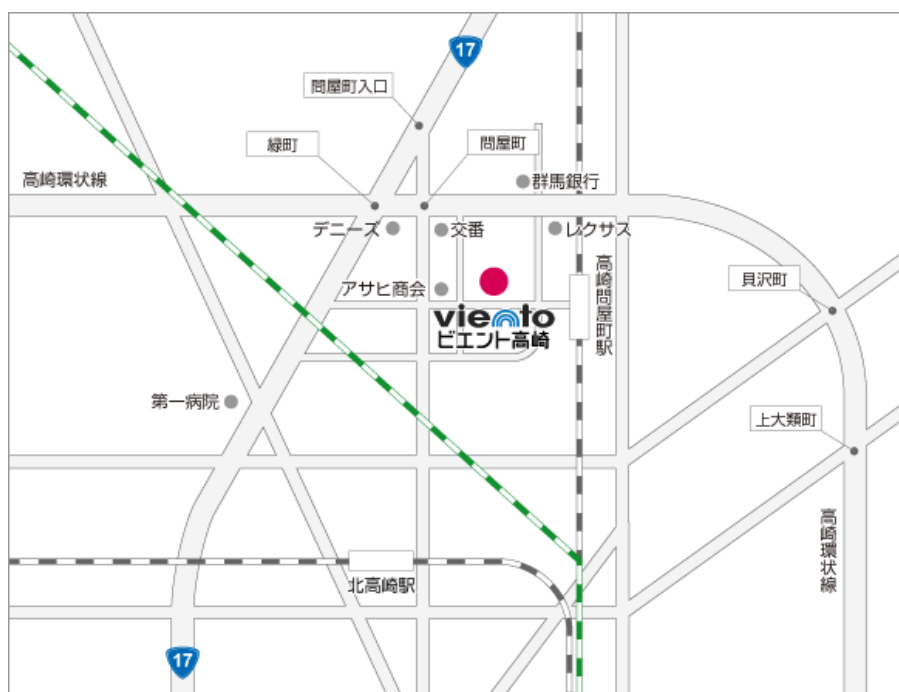 17
問屋町入口
緑町
問屋町
高崎環状線
群馬銀行
デニーズ
交番
レクサス
アサヒ商会
高崎問屋町駅
貝沢町
viento
ビエント高崎
第一病院
上大類町
高崎環状線
北高崎駅
17